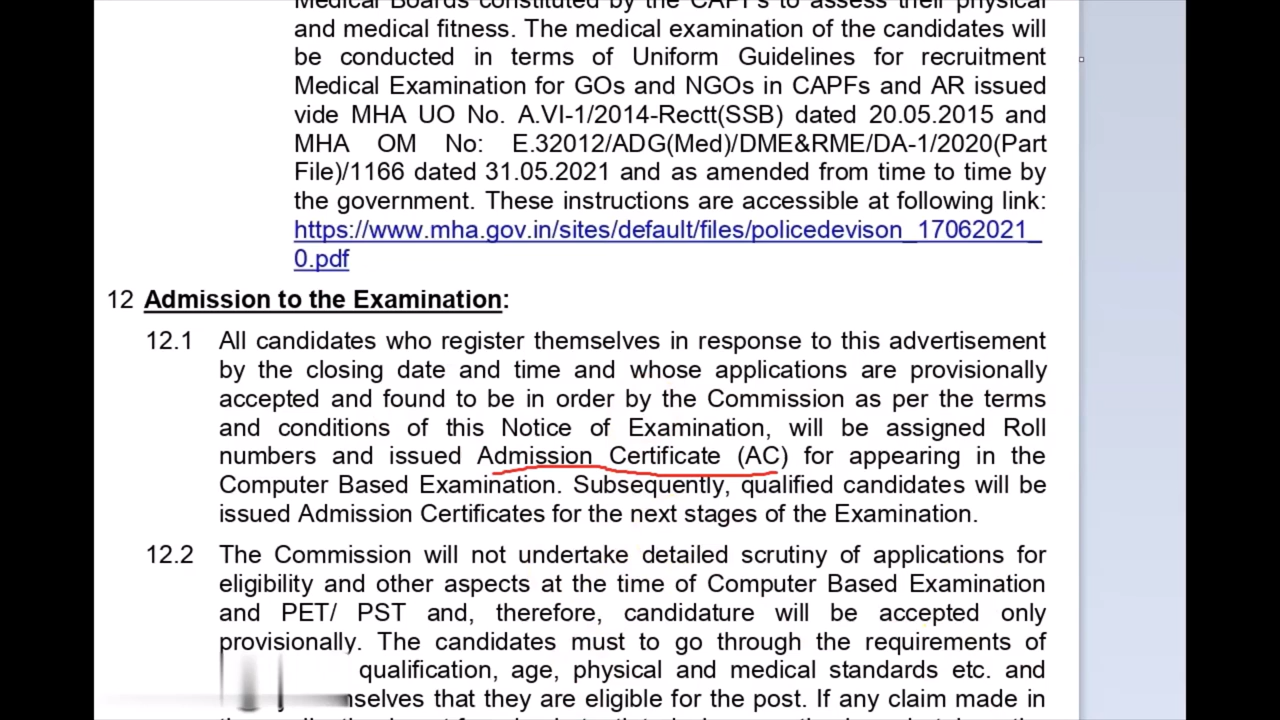 Medical Boards constituted by the CAPFs to assess their physical
and medical fitness. The medical examination of the candidates will
be conducted in terms of Uniform Guidelines for recruitment
Medical Examination for GOs and NGOs in CAPFs and AR issued
vide MHA UO No. A.VI-1/2014-Rectt(SSB) dated 20.05.2015 and
MHA OM No: E.32012/ADG(Med)/DME&RME/DA-1/2020(Part
File)/1166 dated 31.05.2021 and as amended from time to time by
the government. These instructions are accessible at following link:
https://www.mha.gov.in/sites/default/files/policedevison_17062021_
0.pdf
12 Admission to the Examination:
12.1 All candidates who register themselves in response to this advertisement
by the closing date and time and whose applications are provisionally
accepted and found to be in order by the Commission as per the terms
and conditions of this Notice of Examination, will be assigned Roll
numbers and issued Admission Certificate (AC) for appearing in the
Computer Based Examination. Subsequently, qualified candidates will be
issued Admission Certificates for the next stages of the Examination.
12.2 The Commission will not undertake detailed scrutiny of applications for
eligibility and other aspects at the time of Computer Based Examination
and PET/ PST and, therefore, candidature will be accepted only
provisionally. The candidates must to go through the requirements of
qualification, age, physical and medical standards etc. and
that they are eligible for the post. If any claim made in